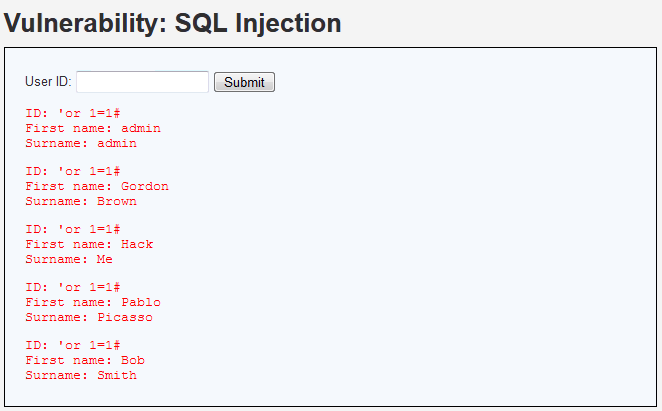 Vulnerability: SQL Injection
User ID: Submit
ID: 'or 1=1#
First name: admin
Surname: admin
ID: 'or 1=1#
First name: Gordon
Surname: Brown
ID: 'or 1=1#
First name: Hack
Surname: Me
ID: 'or 1=1#
First name: Pablo
Surname: Picasso
ID: 'or 1=1#
First name: Bob
Surname: Smith